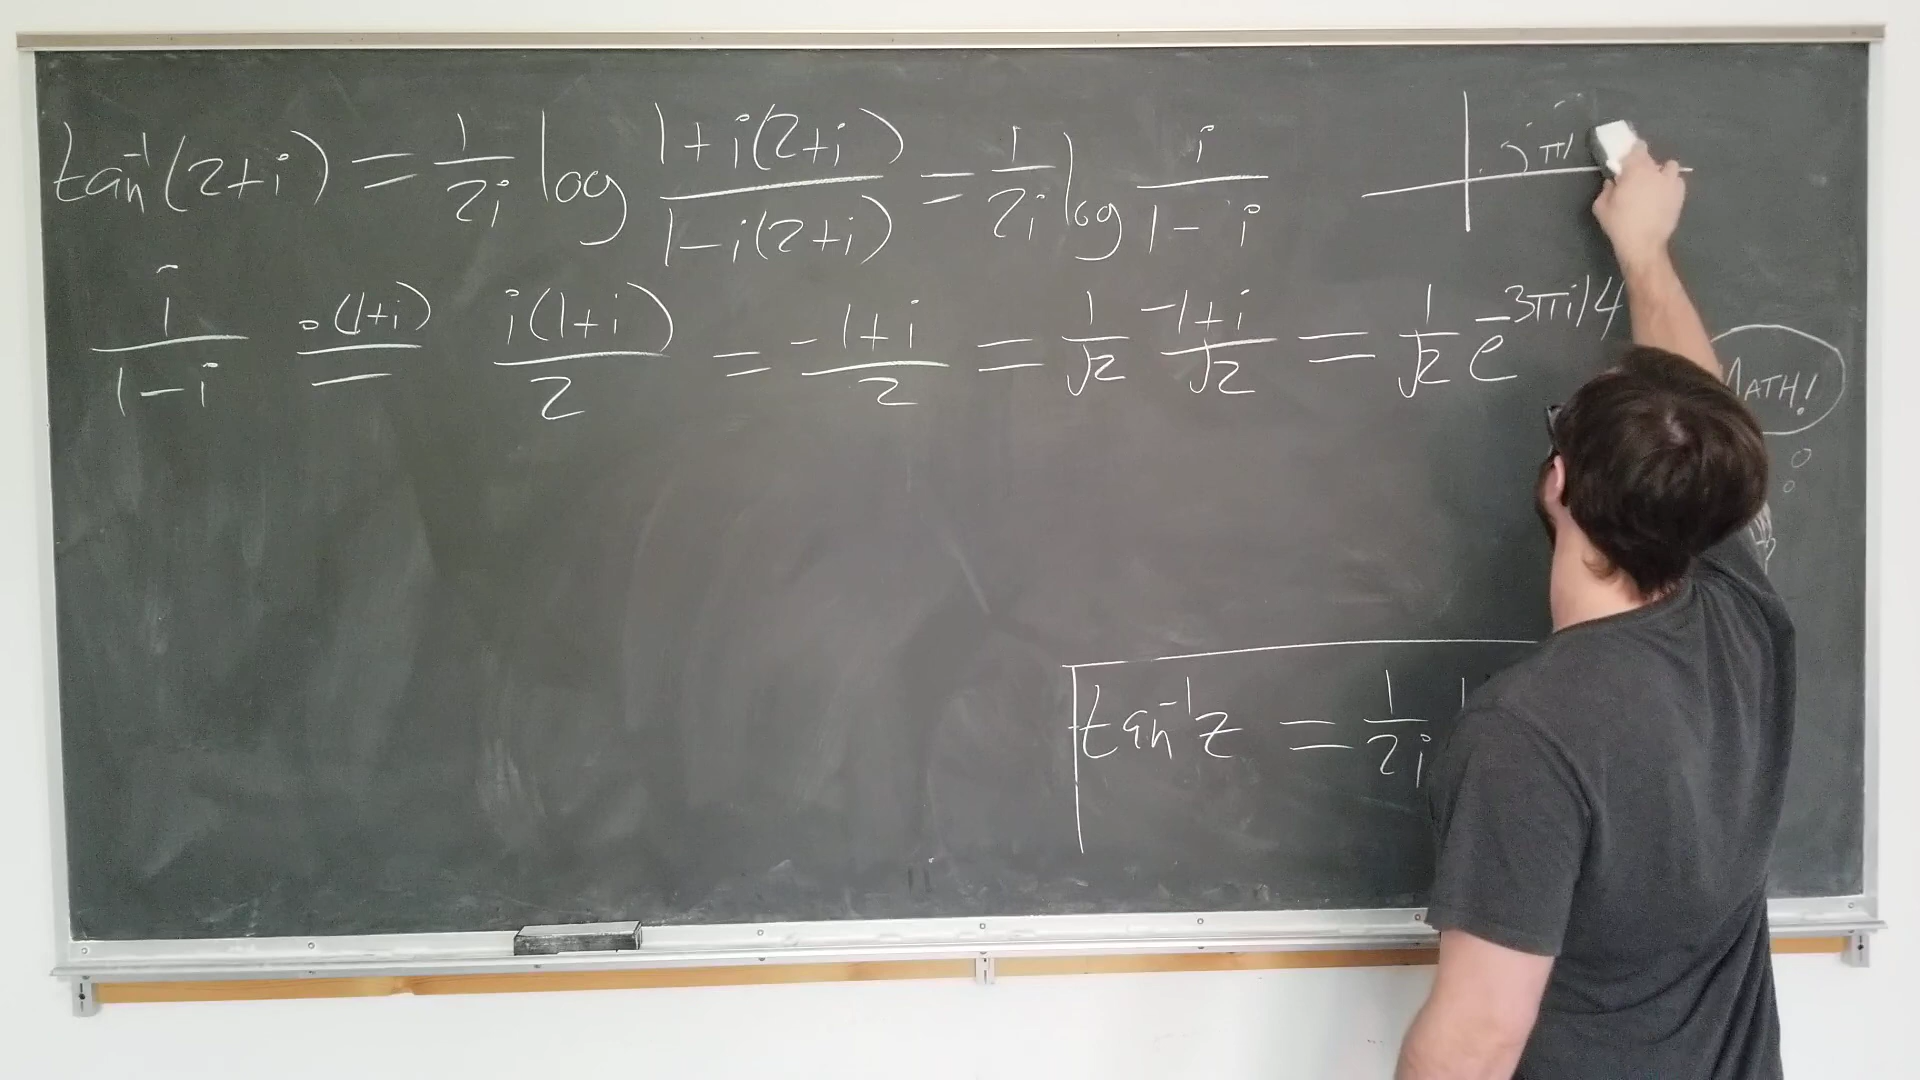 tan⁻¹(2+i) = 1/2i log (1+i(2+i))/(1-i(2+i)) = 1/2i log i/(1-i)
i/(1-i) =∘(1+i)= i(1+i)/2 = (-1+i)/2 = 1/√2 (-1+i)/√2 = 1/√2 e^-3πi/4
MATH!
tan⁻¹z = 1/2i